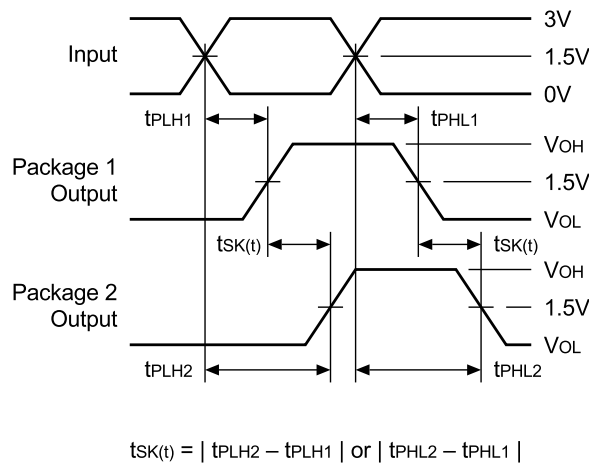 3V
Input
1.5V
0V
tPLH1
tPHL1
Package 1
Output
VOH
1.5V
VOL
tSK(t)
tSK(t)
Package 2
Output
VOH
1.5V
VOL
tPLH2
tPHL2
tSK(t) = | tPLH2 – tPLH1 | or | tPHL2 – tPHL1 |